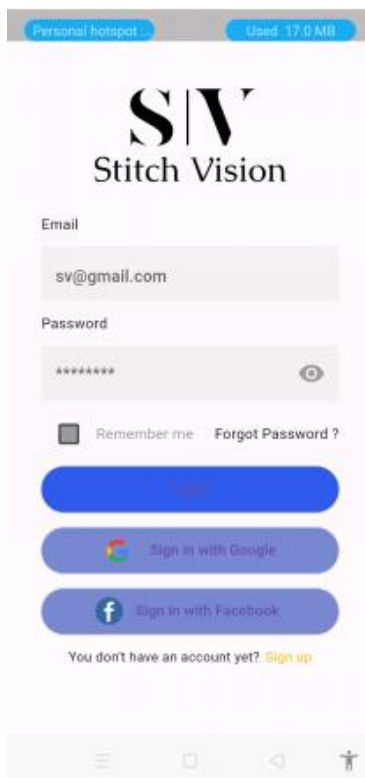 Personal hotspot :..
Used 17.0 MB
S|V
Stitch Vision
Email
sv@gmail.com
Password
********
Remember me Forgot Password ?
Sign in with Google
Sign in with Facebook
You don't have an account yet? Sign up